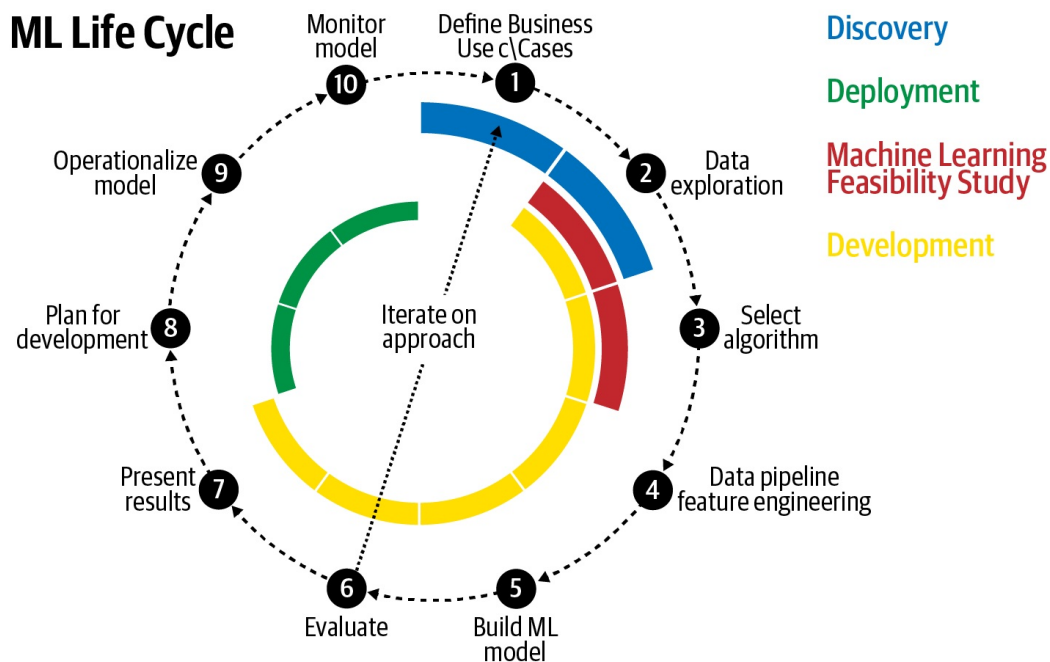 ML Life Cycle
Discovery
Deployment
Machine Learning
Feasibility Study
Development
Define Business
Use c\Cases
1
2
Data
exploration
3
Select
algorithm
4
Data pipeline
feature engineering
5
Build ML
model
6
Evaluate
7
Present
results
8
Plan for
development
9
Operationalize
model
10
Monitor
model
Iterate on
approach